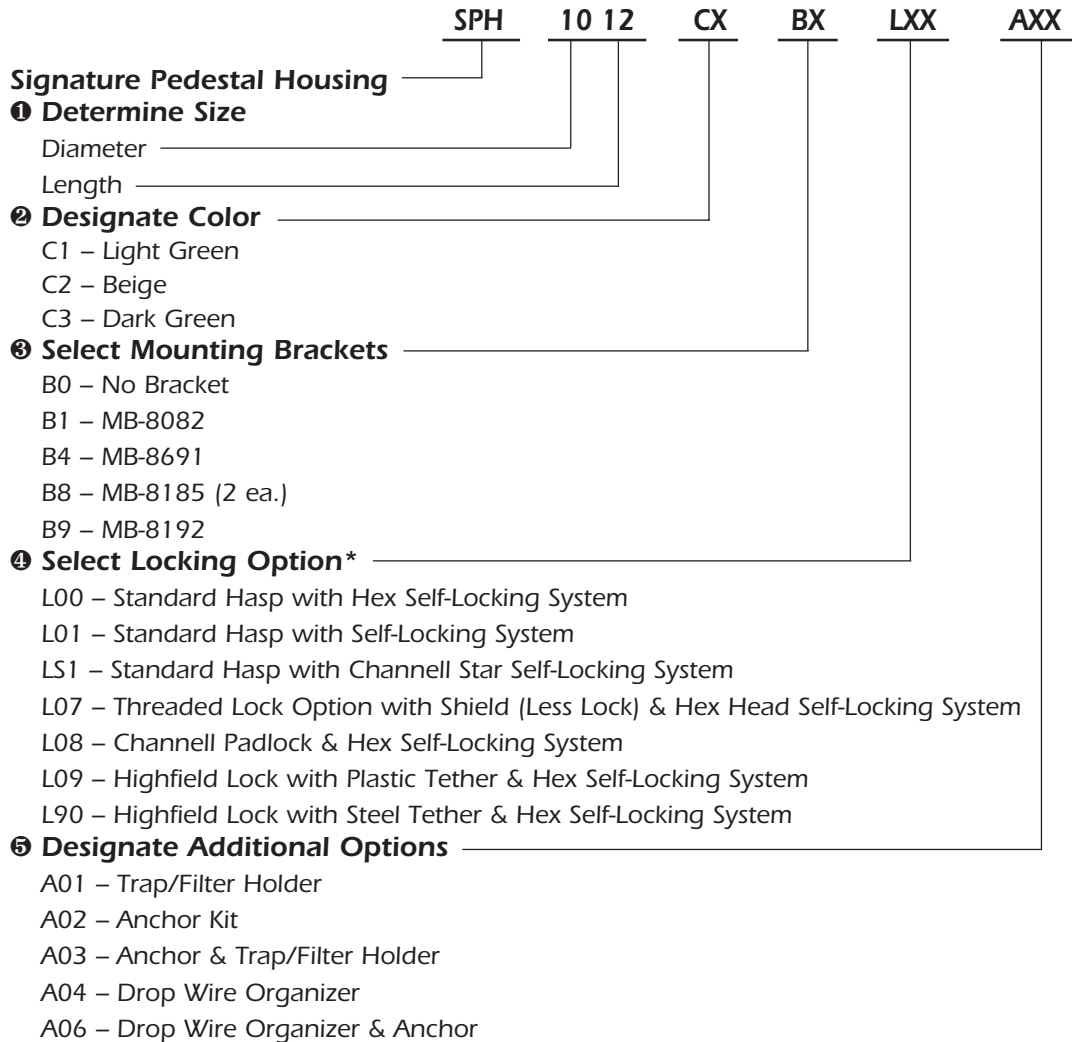 SPH 10 12 CX BX LXX AXX
Signature Pedestal Housing
❶ Determine Size
Diameter
Length
❷ Designate Color
C1 – Light Green
C2 – Beige
C3 – Dark Green
❸ Select Mounting Brackets
B0 – No Bracket
B1 – MB-8082
B4 – MB-8691
B8 – MB-8185 (2 ea.)
B9 – MB-8192
❹ Select Locking Option*
L00 – Standard Hasp with Hex Self-Locking System
L01 – Standard Hasp with Self-Locking System
LS1 – Standard Hasp with Channell Star Self-Locking System
L07 – Threaded Lock Option with Shield (Less Lock) & Hex Head Self-Locking System
L08 – Channell Padlock & Hex Self-Locking System
L09 – Highfield Lock with Plastic Tether & Hex Self-Locking System
L90 – Highfield Lock with Steel Tether & Hex Self-Locking System
❺ Designate Additional Options
A01 – Trap/Filter Holder
A02 – Anchor Kit
A03 – Anchor & Trap/Filter Holder
A04 – Drop Wire Organizer
A06 – Drop Wire Organizer & Anchor